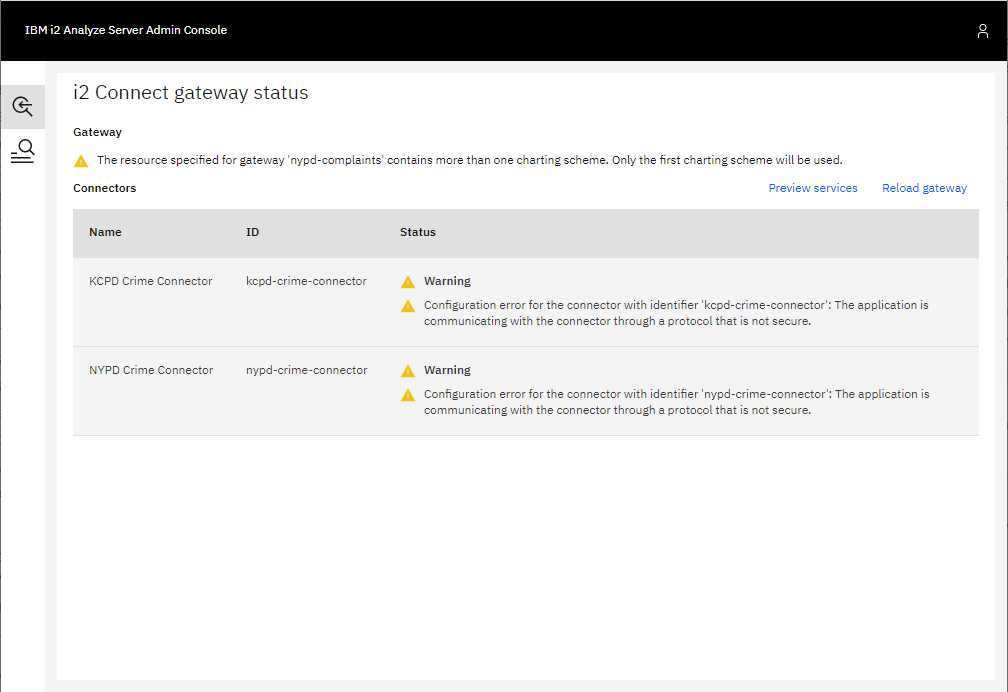 IBM i2 Analyze Server Admin Console
i2 Connect gateway status
Gateway
The resource specified for gateway 'nypd-complaints' contains more than one charting scheme. Only the first charting scheme will be used.
Connectors
Preview services
Reload gateway
Name ID Status
KCPD Crime Connector kcpd-crime-connector Warning
Configuration error for the connector with identifier 'kcpd-crime-connector': The application is
communicating with the connector through a protocol that is not secure.
NYPD Crime Connector nypd-crime-connector Warning
Configuration error for the connector with identifier 'nypd-crime-connector': The application is
communicating with the connector through a protocol that is not secure.